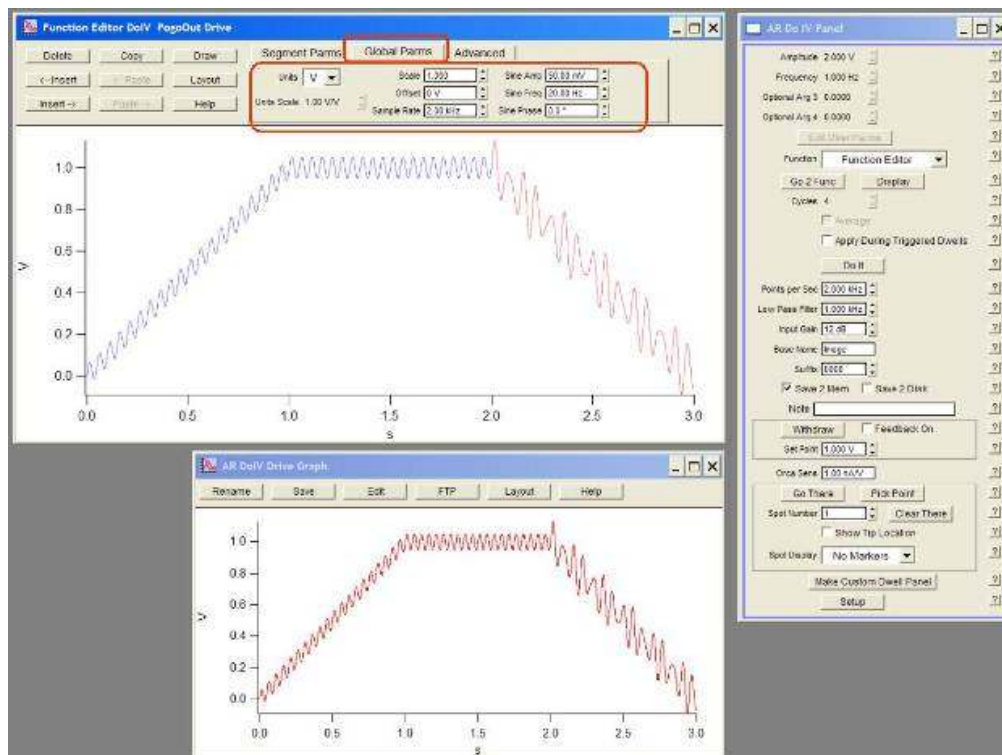 Function Editor DoIV PogoOut Drive
Delete Copy Draw
<-Insert <- Paste Layout
Insert -> Paste -> Help
Segment Parms Global Parms Advanced
Units V
Units Scale 1.00 V/V
Scale 1.000
Offset 0 V
Sample Rate 2.00 kHz
Sine Amp 50.00 mV
Sine Freq 20.00 Hz
Sine Phase 0.0 °
V
1.0
0.8
0.6
0.4
0.2
0.0
0.0 0.5 1.0 1.5 2.0 2.5 3.0
s
AR DoIV Drive Graph
Rename Save Edit FTP Layout Help
V
1.0
0.8
0.6
0.4
0.2
0.0
0.0 0.5 1.0 1.5 2.0 2.5 3.0
s
AR Do IV Panel
Amplitude 2.000 V
Frequency 1.000 Hz
Optional Arg 3 0.0000
Optional Arg 4 0.0000
Function Function Editor
Go 2 Func Display
Cycles 4
Average
Apply During Triggered Dwells
Do It
Points per Sec 2.000 kHz
Low Pass Filter 1.000 kHz
Input Gain 12 dB
Base Name Image
Suffix 0000
Save 2 Mem Save 2 Disk
Note
Withdraw Feedback On
Set Point 1.000 V
Orca Sens 1.00 nA/V
Go There Pick Point
Spot Number 1 Clear There
Show Tip Location
Spot Display No Markers
Make Custom Dwell Panel
Setup